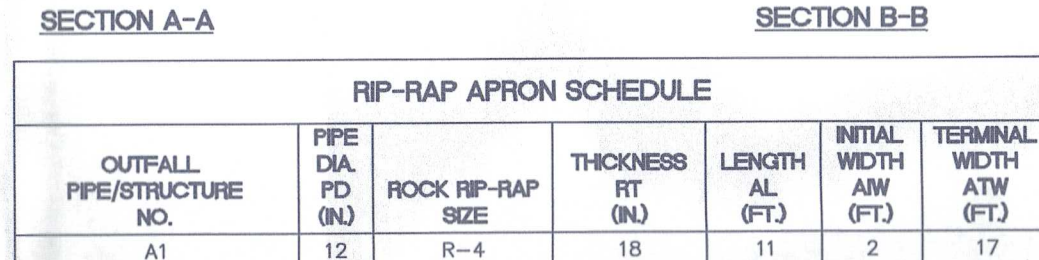 SECTION A-A
SECTION B-B
RIP-RAP APRON SCHEDULE
OUTFALL PIPE/STRUCTURE NO.
PIPE DIA. PD (IN.)
ROCK RIP-RAP SIZE
THICKNESS RT (IN.)
LENGTH AL (FT.)
INITIAL WIDTH AIW (FT.)
TERMINAL WIDTH ATW (FT.)
A1 12 R-4 18 11 2 17